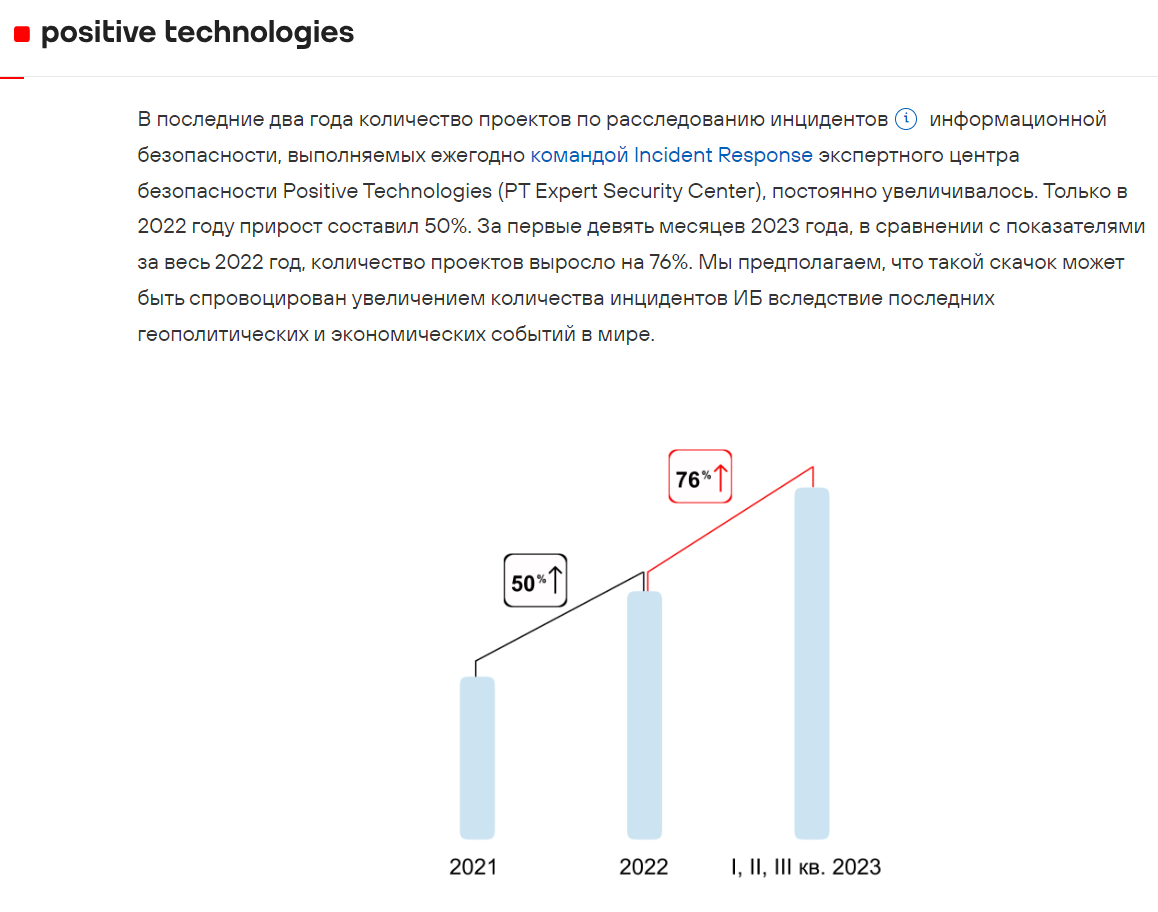 positive technologies
В последние два года количество проектов по расследованию инцидентов i информационной
безопасности, выполняемых ежегодно командой Incident Response экспертного центра
безопасности Positive Technologies (PT Expert Security Center), постоянно увеличивалось. Только в
2022 году прирост составил 50%. За первые девять месяцев 2023 года, в сравнении с показателями
за весь 2022 год, количество проектов выросло на 76%. Мы предполагаем, что такой скачок может
быть спровоцирован увеличением количества инцидентов ИБ вследствие последних
геополитических и экономических событий в мире.
76%↑
50%↑
2021 2022 I, II, III кв. 2023